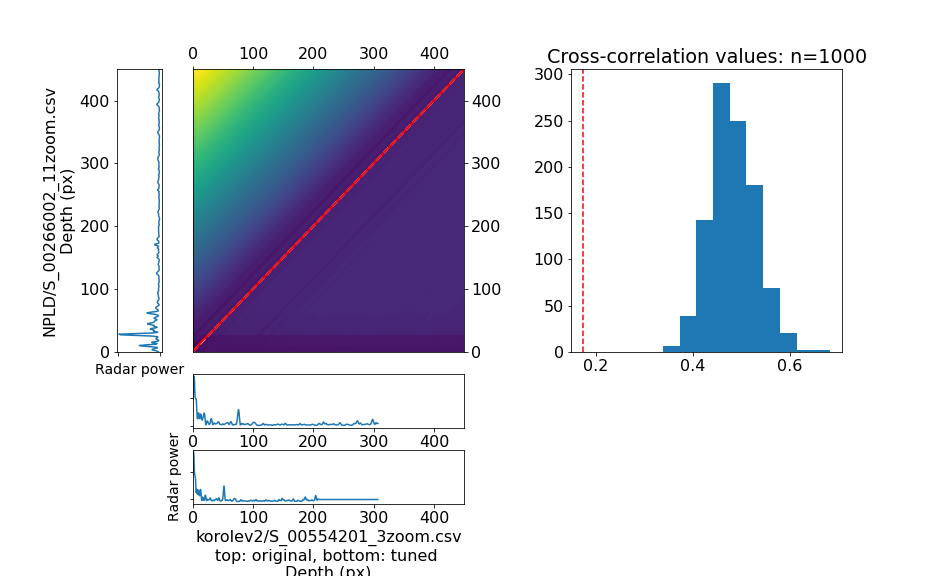 0 100 200 300 400
Cross-correlation values: n=1000
NPLD/S_00266002_11zoom.csv
Depth (px)
400
300
200
100
0
Radar power
400
300
200
100
0
300
250
200
150
100
50
0
0.2 0.4 0.6
0 100 200 300 400
Radar power
0 100 200 300 400
korolev2/S_00554201_3zoom.csv
top: original, bottom: tuned
Depth (px)